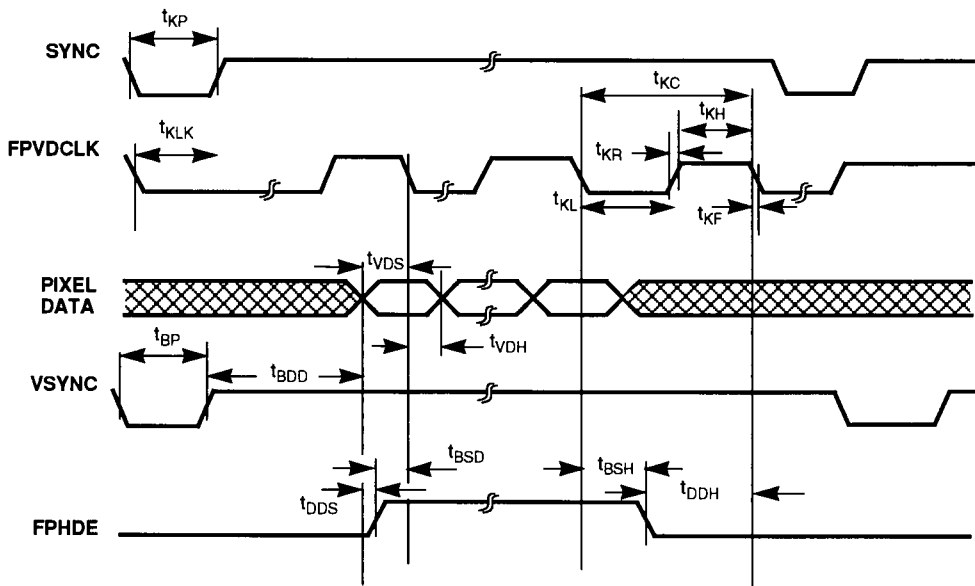 tKP
SYNC
tKC
tKLK
tKH
FPVDCLK
tKR
tKL
tKF
tVDS
PIXEL
DATA
tVDH
tBP
tBDD
VSYNC
tBSD
tBSH
tDDS
tDDH
FPHDE